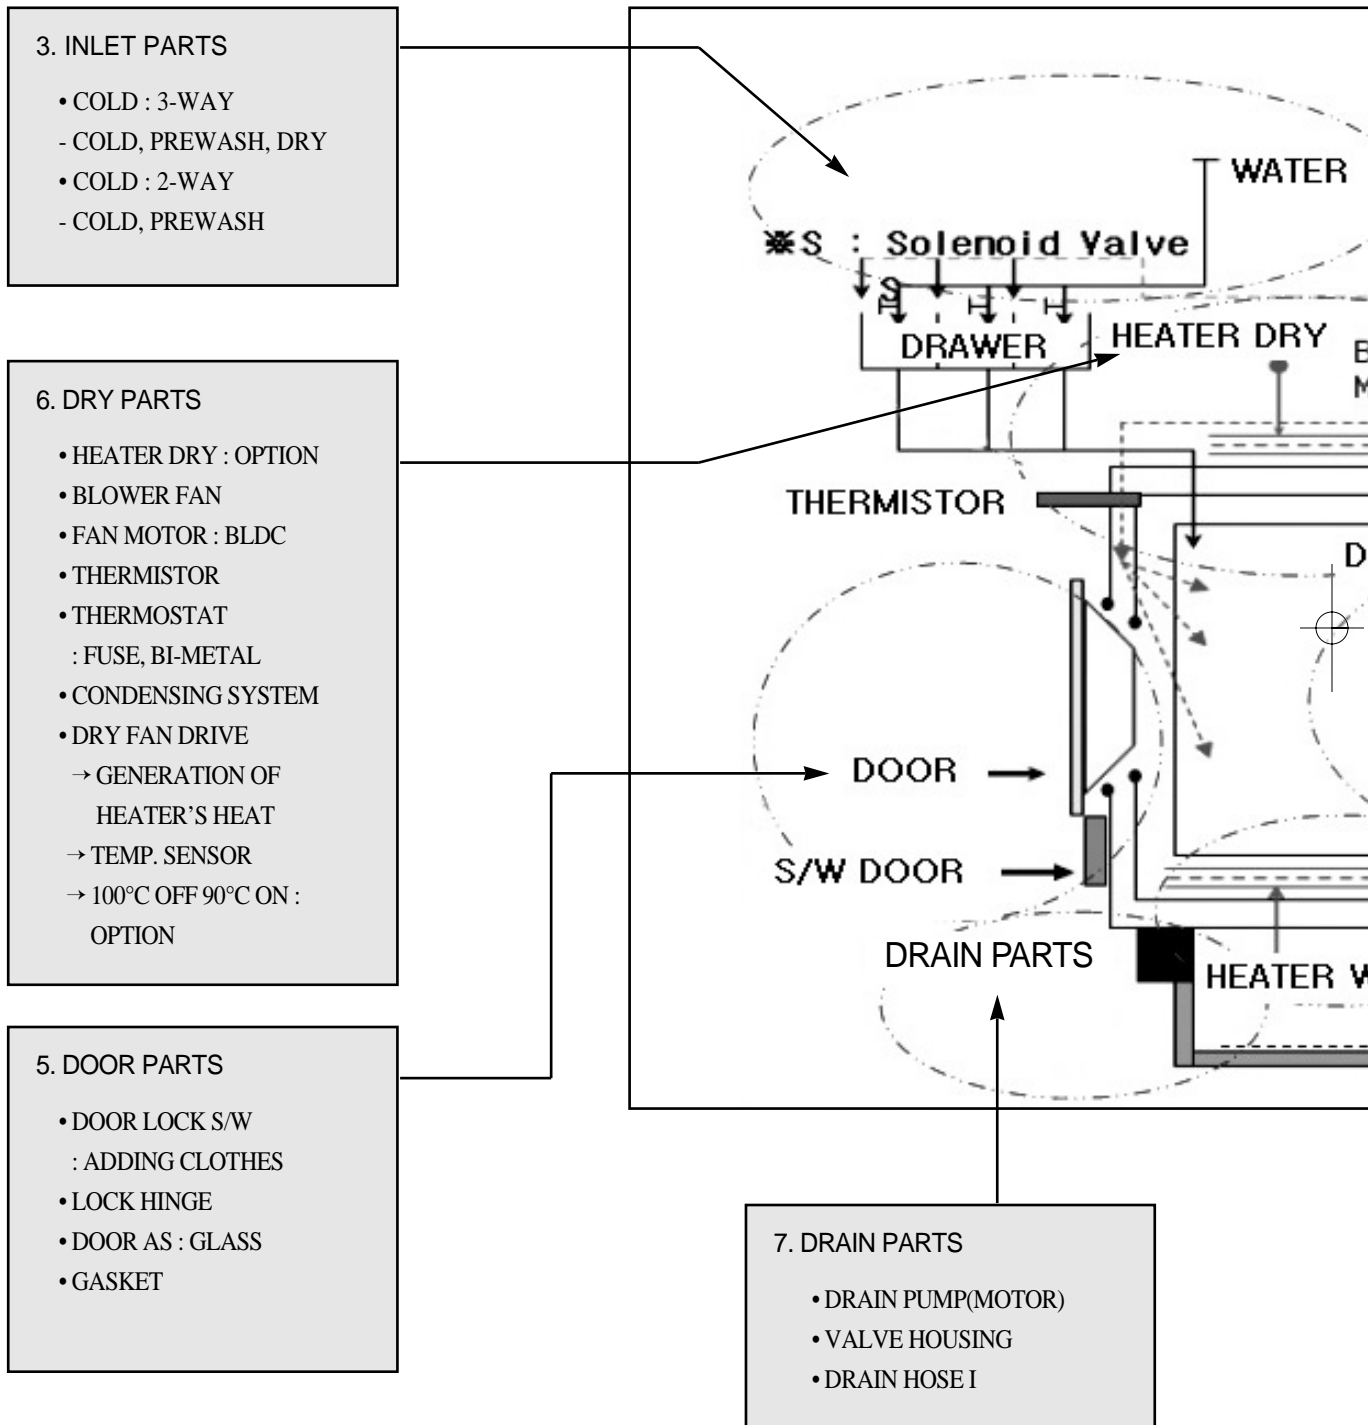 3. INLET PARTS
• COLD : 3-WAY
- COLD, PREWASH, DRY
• COLD : 2-WAY
- COLD, PREWASH
6. DRY PARTS
• HEATER DRY : OPTION
• BLOWER FAN
• FAN MOTOR : BLDC
• THERMISTOR
• THERMOSTAT
: FUSE, BI-METAL
• CONDENSING SYSTEM
• DRY FAN DRIVE
→ GENERATION OF
HEATER’S HEAT
→ TEMP. SENSOR
→ 100°C OFF 90°C ON :
OPTION
5. DOOR PARTS
• DOOR LOCK S/W
: ADDING CLOTHES
• LOCK HINGE
• DOOR AS : GLASS
• GASKET
WATER
※S : Solenoid Valve
S
DRAWER
HEATER DRY
B
M
THERMISTOR
D
DOOR
S/W DOOR
DRAIN PARTS
HEATER W
7. DRAIN PARTS
• DRAIN PUMP(MOTOR)
• VALVE HOUSING
• DRAIN HOSE I